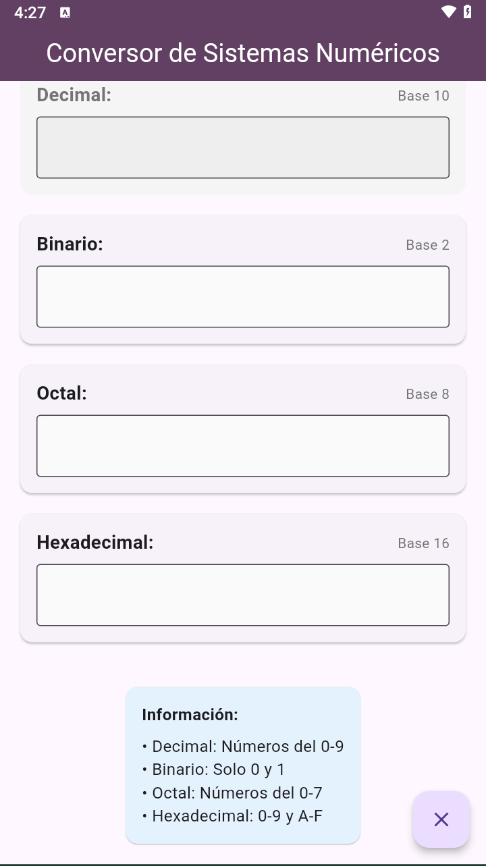 4:27
Conversor de Sistemas Numéricos
Decimal: Base 10
Binario: Base 2
Octal: Base 8
Hexadecimal: Base 16
Información:
• Decimal: Números del 0-9
• Binario: Solo 0 y 1
• Octal: Números del 0-7
• Hexadecimal: 0-9 y A-F